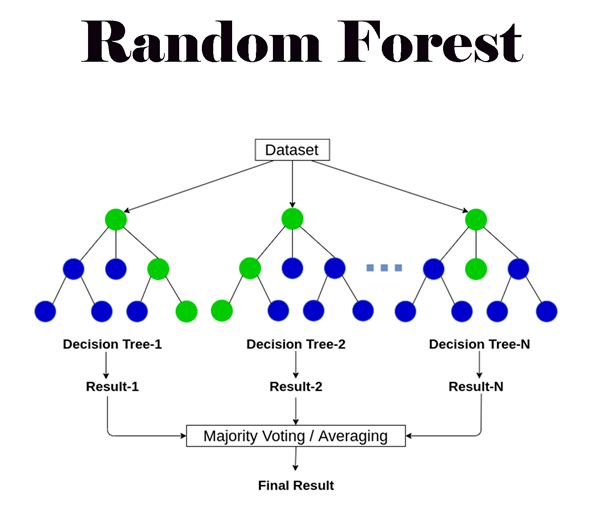 Random Forest
Dataset
Decision Tree-1 Decision Tree-2 Decision Tree-N
Result-1 Result-2 Result-N
Majority Voting / Averaging
Final Result